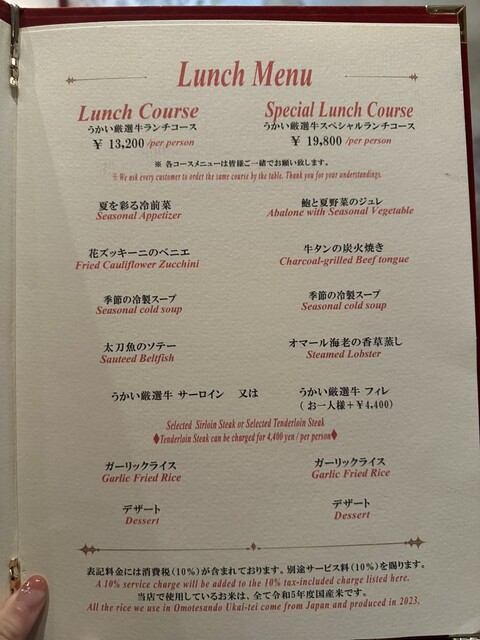 Lunch Menu
Lunch Course
うかい厳選牛ランチコース
¥ 13,200 /per person
Special Lunch Course
うかい厳選牛スペシャルランチコース
¥ 19,800 /per person
※ 各コースメニューは皆様ご一緒でお願い致します。
※We ask every customer to order the same course by the table. Thank you for your understandings.
夏を彩る冷前菜
Seasonal Appetizer
鮑と夏野菜のジュレ
Abalone with Seasonal Vegetable
花ズッキーニのベニエ
Fried Cauliflower Zucchini
牛タンの炭火焼き
Charcoal-grilled Beef tongue
季節の冷製スープ
Seasonal cold soup
季節の冷製スープ
Seasonal cold soup
太刀魚のソテー
Sauteed Beltfish
オマール海老の香草蒸し
Steamed Lobster
うかい厳選牛 サーロイン 又は うかい厳選牛 フィレ
(お一人様+¥4,400)
Selected Sirloin Steak or Selected Tenderloin Steak
♦Tenderloin Steak can be charged for 4,400 yen / per person♦
ガーリックライス
Garlic Fried Rice
ガーリックライス
Garlic Fried Rice
デザート
Dessert
デザート
Dessert
表記料金には消費税(10%)が含まれております。別途サービス料(10%)を賜ります。
A 10% service charge will be added to the 10% tax-included charge listed here.
当店で使用しているお米は、全て令和5年度国産米です。
All the rice we use in Omotesando Ukai-tei come from Japan and produced in 2023.